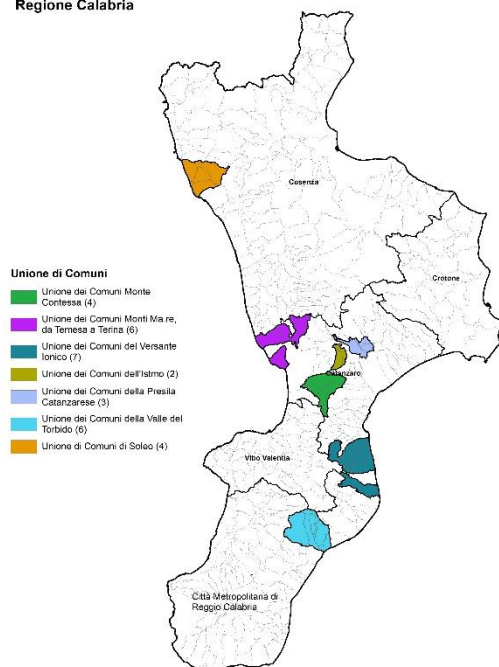 Regione Calabria
Cosenza
Crotone
Unione di Comuni
Unione dei Comuni Monte
Contessa (4)
Unione dei Comuni Monti Ma.re,
da Temesa a Terina (6)
Unione dei Comuni del Versante
Ionico (7)
Unione dei Comuni dell'Istmo (2)
Unione dei Comuni della Presila
Catanzarese (3)
Unione dei Comuni della Valle del
Torbido (6)
Unione di Comuni di Soleo (4)
Catanzaro
Vibo Valentia
Città Metropolitana di
Reggio Calabria